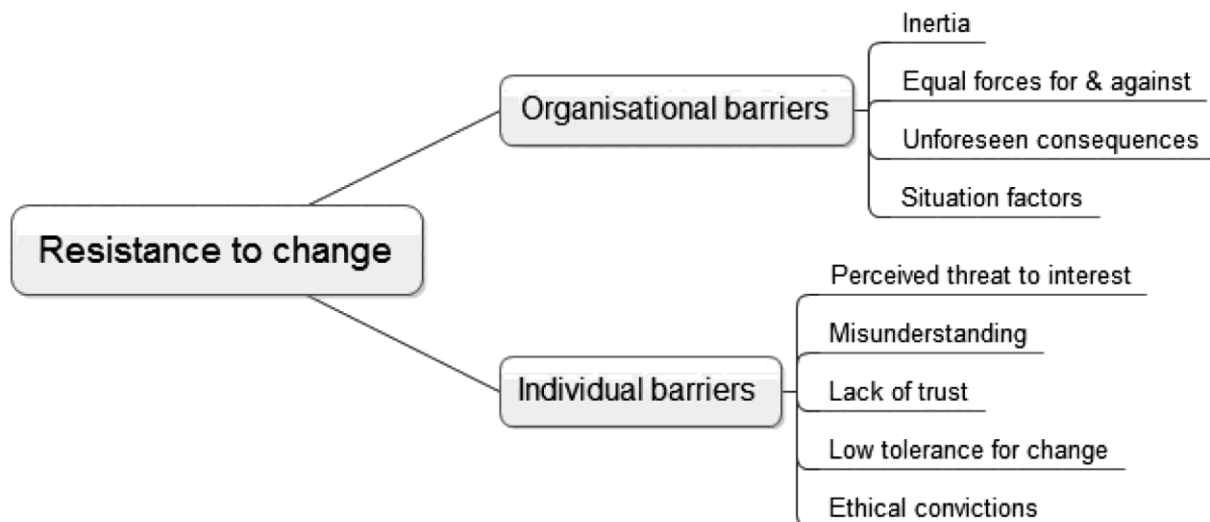 Resistance to change
Organisational barriers
Inertia
Equal forces for & against
Unforeseen consequences
Situation factors
Individual barriers
Perceived threat to interest
Misunderstanding
Lack of trust
Low tolerance for change
Ethical convictions